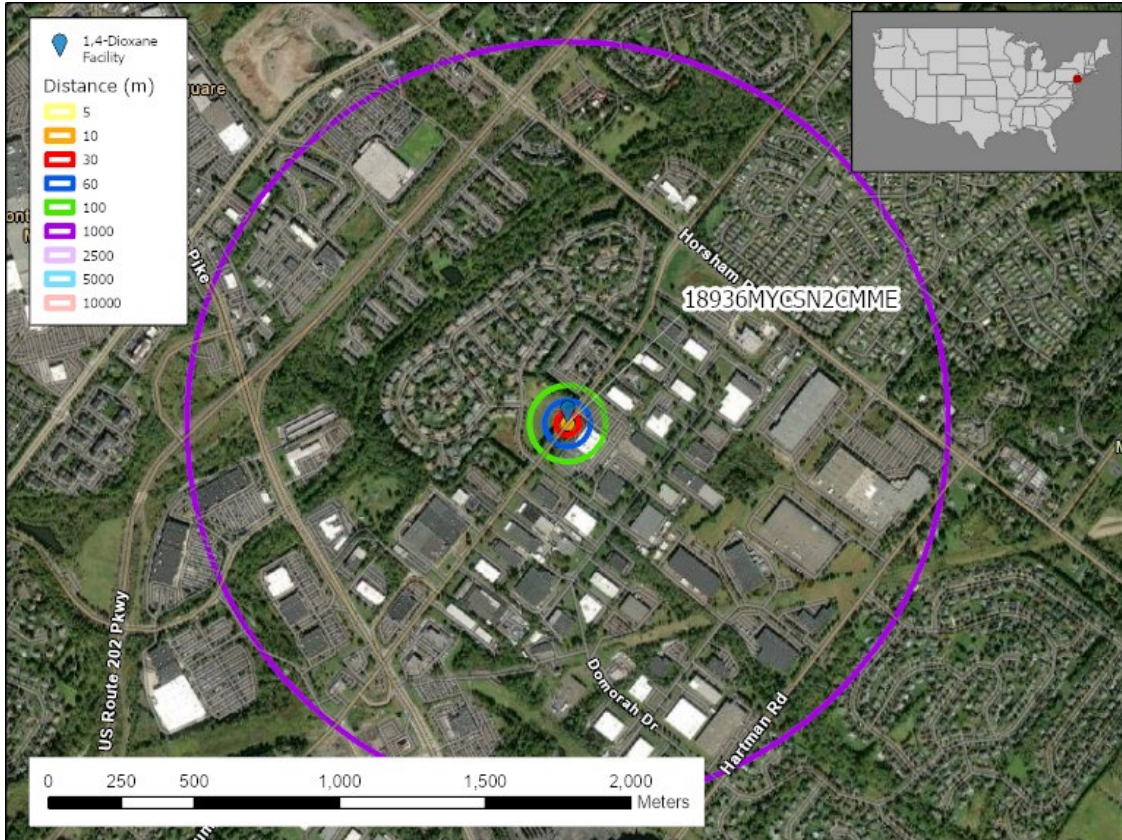 1,4-Dioxane
Facility
Distance (m)
5
10
30
60
100
1000
2500
5000
10000
uare
Pike
Horsham
18936MYCSN2CMME
US Route 202 Pkwy
Domorah Dr
Hartman Rd
0 250 500 1,000 1,500 2,000
Meters